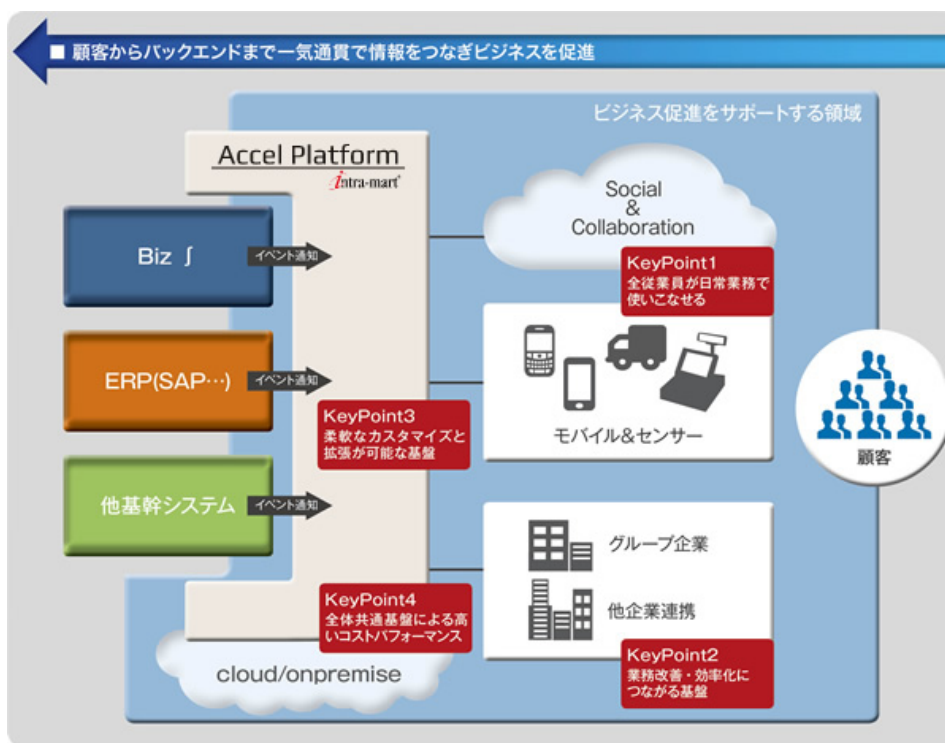 ■ 顧客からバックエンドまで一気通貫で情報をつなぎビジネスを促進
ビジネス促進をサポートする領域
Accel Platform
intra-mart®
Social
&
Collaboration
Biz ∫
イベント通知
KeyPoint1
全従業員が日常業務で
使いこなせる
ERP(SAP…)
イベント通知
KeyPoint3
柔軟なカスタマイズと
拡張が可能な基盤
モバイル&センサー
顧客
他基幹システム
イベント通知
グループ企業
他企業連携
KeyPoint4
全体共通基盤による高
いコストパフォーマンス
KeyPoint2
業務改善・効率化に
つながる基盤
cloud/onpremise